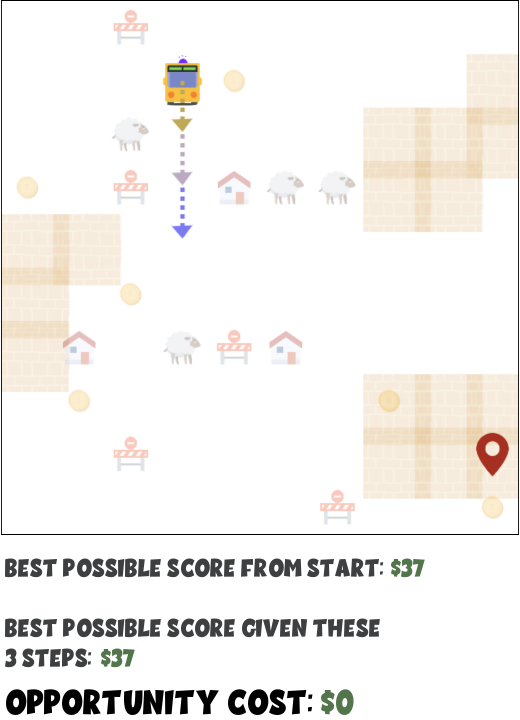 BEST POSSIBLE SCORE FROM START: $37
BEST POSSIBLE SCORE GIVEN THESE
3 STEPS: $37
OPPORTUNITY COST: $0